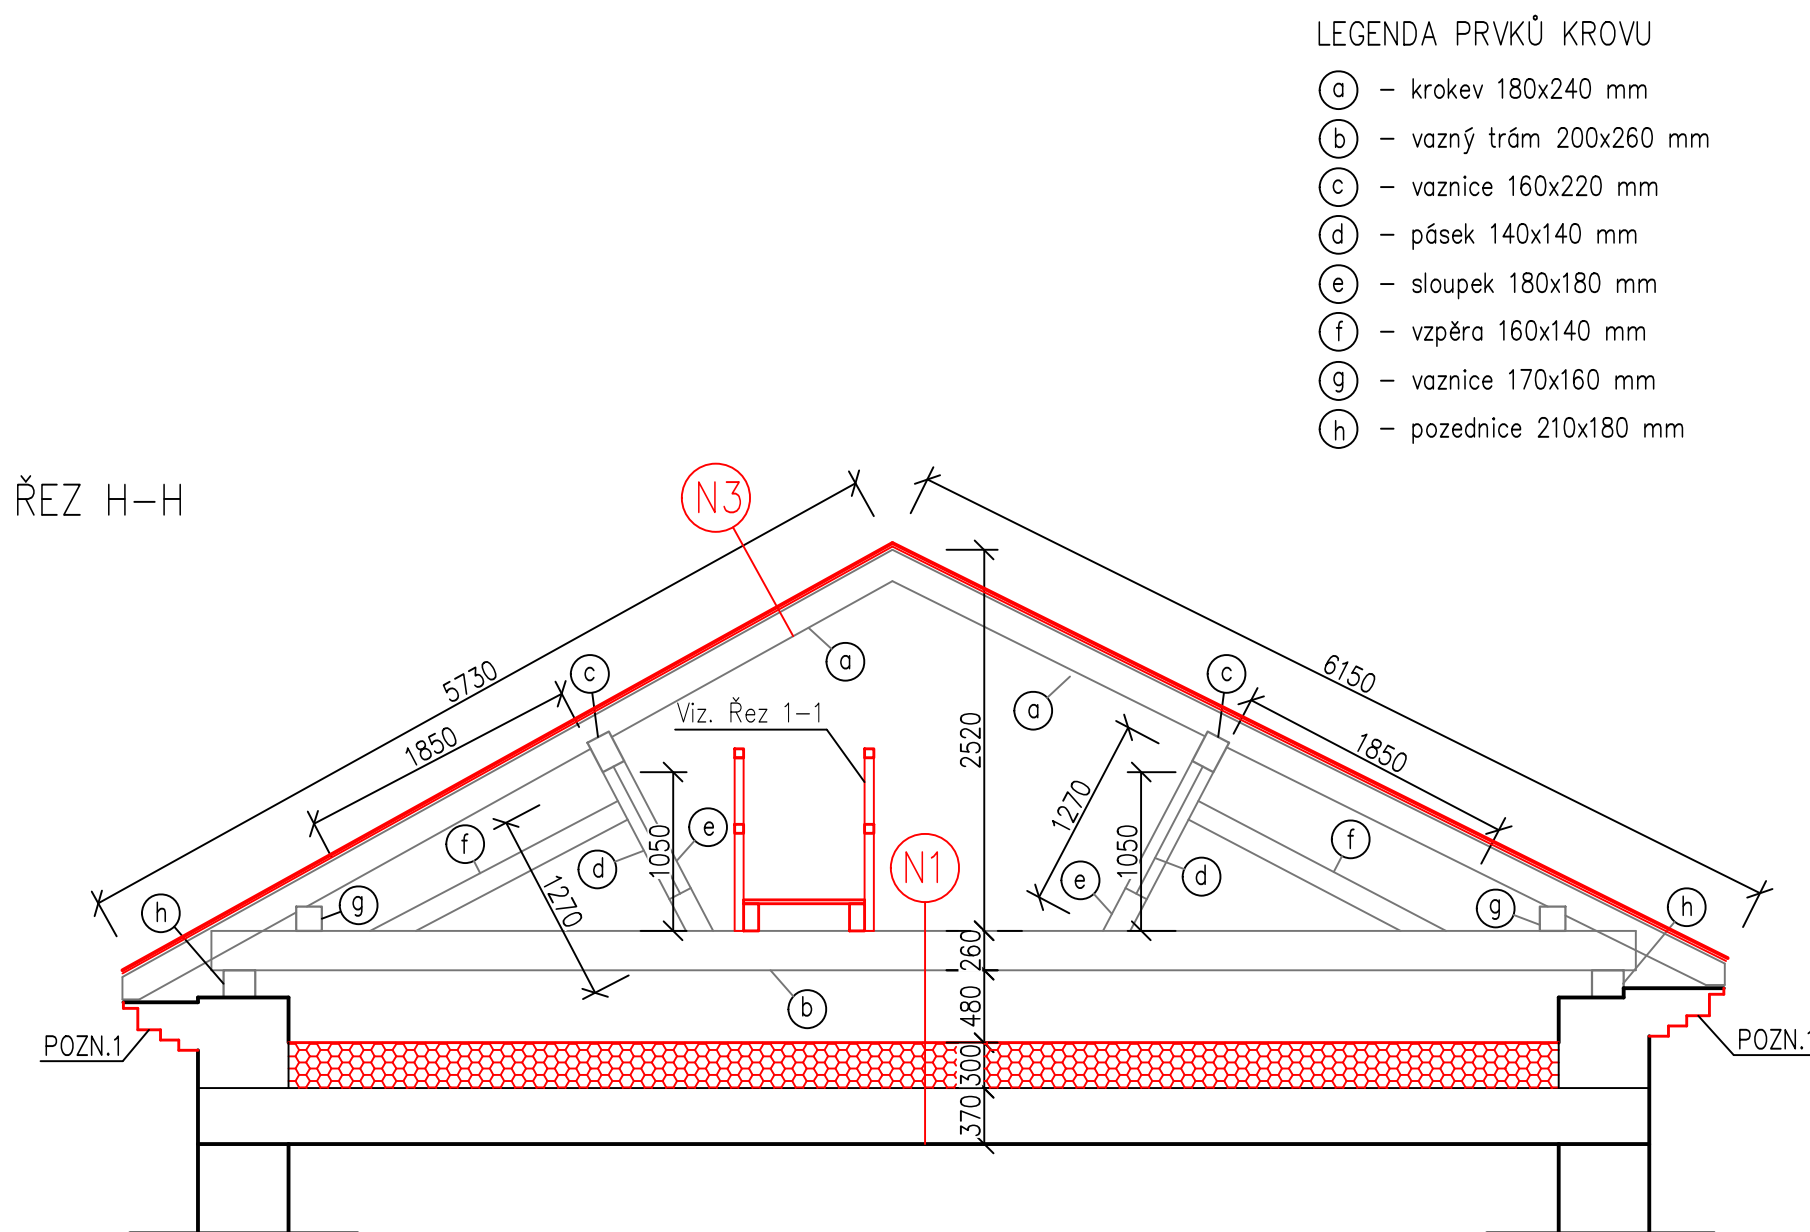 LEGENDA PRVKŮ KROVU
a – krokev 180x240 mm
b – vazný trám 200x260 mm
c – vaznice 160x220 mm
d – pásek 140x140 mm
e – sloupek 180x180 mm
f – vzpěra 160x140 mm
g – vaznice 170x160 mm
h – pozednice 210x180 mm
ŘEZ H–H
N3
5730
6150
c
a
c
1850
Viz. Řez 1–1
a
2520
1850
1270
f
1050
e
d
1050
f
N1
d
e
h
g
1270
g
h
260
b
480
POZN.1
POZN.1
300
370